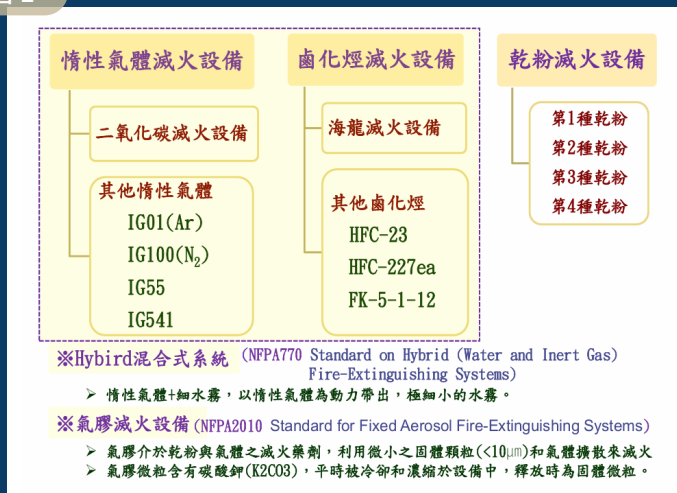 惰性氣體滅火設備
二氧化碳滅火設備
其他惰性氣體
IG01(Ar)
IG100(N₂)
IG55
IG541
鹵化烴滅火設備
海龍滅火設備
其他鹵化烴
HFC-23
HFC-227ea
FK-5-1-12
乾粉滅火設備
第1種乾粉
第2種乾粉
第3種乾粉
第4種乾粉
※Hybird混合式系統 (NFPA770 Standard on Hybrid (Water and Inert Gas)
Fire-Extinguishing Systems)
➢ 惰性氣體+細水霧，以惰性氣體為動力帶出，極細小的水霧。
※氣膠滅火設備(NFPA2010 Standard for Fixed Aerosol Fire-Extinguishing Systems)
➢ 氣膠介於乾粉與氣體之滅火藥劑，利用微小之固體顆粒(<10μm)和氣體擴散來滅火
➢ 氣膠微粒含有碳酸鉀(K2CO3)，平時被冷卻和濃縮於設備中，釋放時為固體微粒。